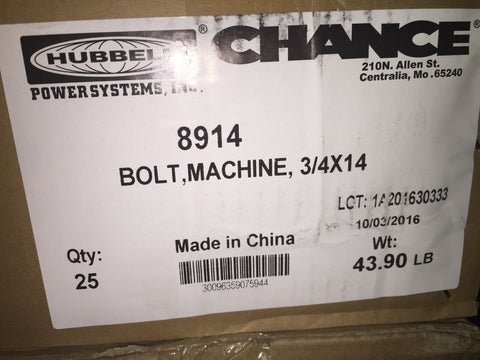 HUBBELL®
POWER SYSTEMS, INC.
CHANCE®
210N. Allen St.
Centralia, Mo.65240
8914
BOLT,MACHINE, 3/4X14
LOT: 1A201630333
10/03/2016
Qty:
25
Made in China
30096359075944
Wt:
43.90 LB